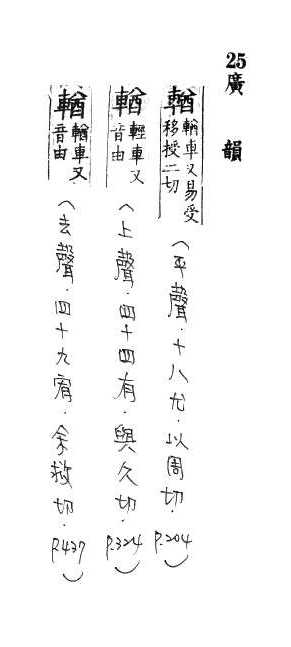 25廣韻
輶 輶車又易受移授二切（平聲．十八尤．以周切．P.204）
輶 輕車又音由（上聲．四十四有．與久切．P.324）
輶 輶車又音由（去聲．四十九宥．余救切．P.437）